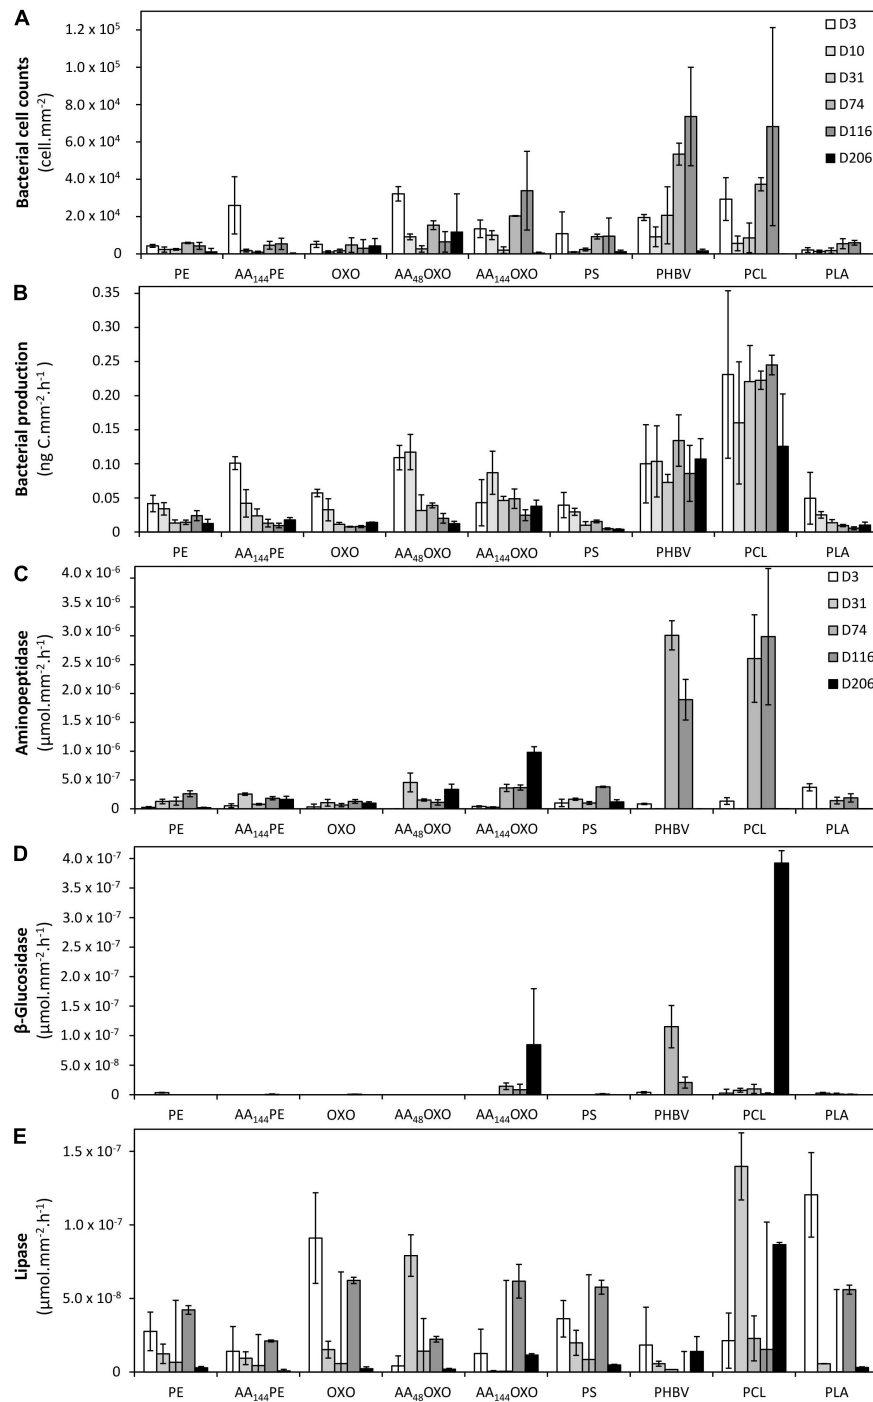 A
Bacterial cell counts
(cell.mm⁻²)
1.2 x 10⁵
1.0 x 10⁵
8.0 x 10⁴
6.0 x 10⁴
4.0 x 10⁴
2.0 x 10⁴
0
D3
D10
D31
D74
D116
D206
PE AA₁₄₄PE OXO AA₄₈OXO AA₁₄₄OXO PS PHBV PCL PLA
B
Bacterial production
(ng C.mm⁻².h⁻¹ )
0.35
0.30
0.25
0.20
0.15
0.10
0.05
0
PE AA₁₄₄PE OXO AA₄₈OXO AA₁₄₄OXO PS PHBV PCL PLA
C
Aminopeptidase
(µmol.mm⁻².h⁻¹)
4.0 x 10⁻⁶
3.5 x 10⁻⁶
3.0 x 10⁻⁶
2.5 x 10⁻⁶
2.0 x 10⁻⁶
1.5 x 10⁻⁶
1.0 x 10⁻⁶
5.0 x 10⁻⁷
0
D3
D31
D74
D116
D206
PE AA₁₄₄PE OXO AA₄₈OXO AA₁₄₄OXO PS PHBV PCL PLA
D
β-Glucosidase
(µmol.mm⁻².h⁻¹)
4.0 x 10⁻⁷
3.5 x 10⁻⁷
3.0 x 10⁻⁷
2.0 x 10⁻⁷
2.0 x 10⁻⁷
1.0 x 10⁻⁷
1.0 x 10⁻⁷
5.0 x 10⁻⁸
0
PE AA₁₄₄PE OXO AA₄₈OXO AA₁₄₄OXO PS PHBV PCL PLA
E
Lipase
(µmol.mm⁻².h⁻¹)
1.5 x 10⁻⁷
1.0 x 10⁻⁷
5.0 x 10⁻⁸
0
PE AA₁₄₄PE OXO AA₄₈OXO AA₁₄₄OXO PS PHBV PCL PLA